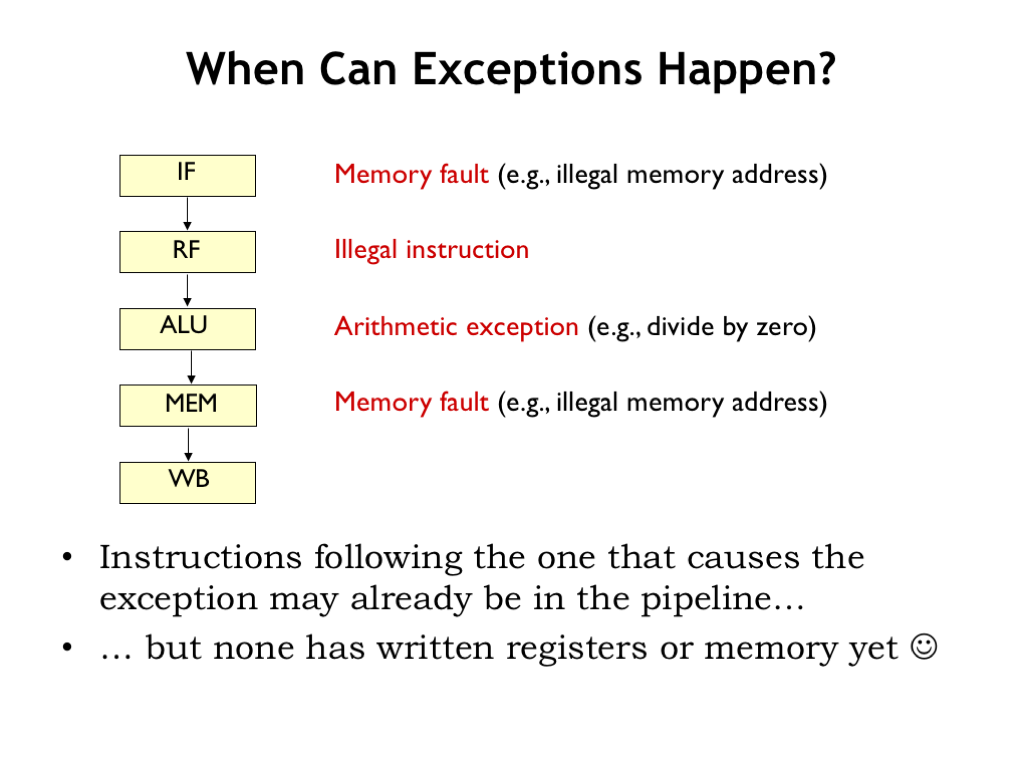 When Can Exceptions Happen?
IF
Memory fault (e.g., illegal memory address)
RF
Illegal instruction
ALU
Arithmetic exception (e.g., divide by zero)
MEM
Memory fault (e.g., illegal memory address)
WB
• Instructions following the one that causes the
exception may already be in the pipeline…
• … but none has written registers or memory yet ☺